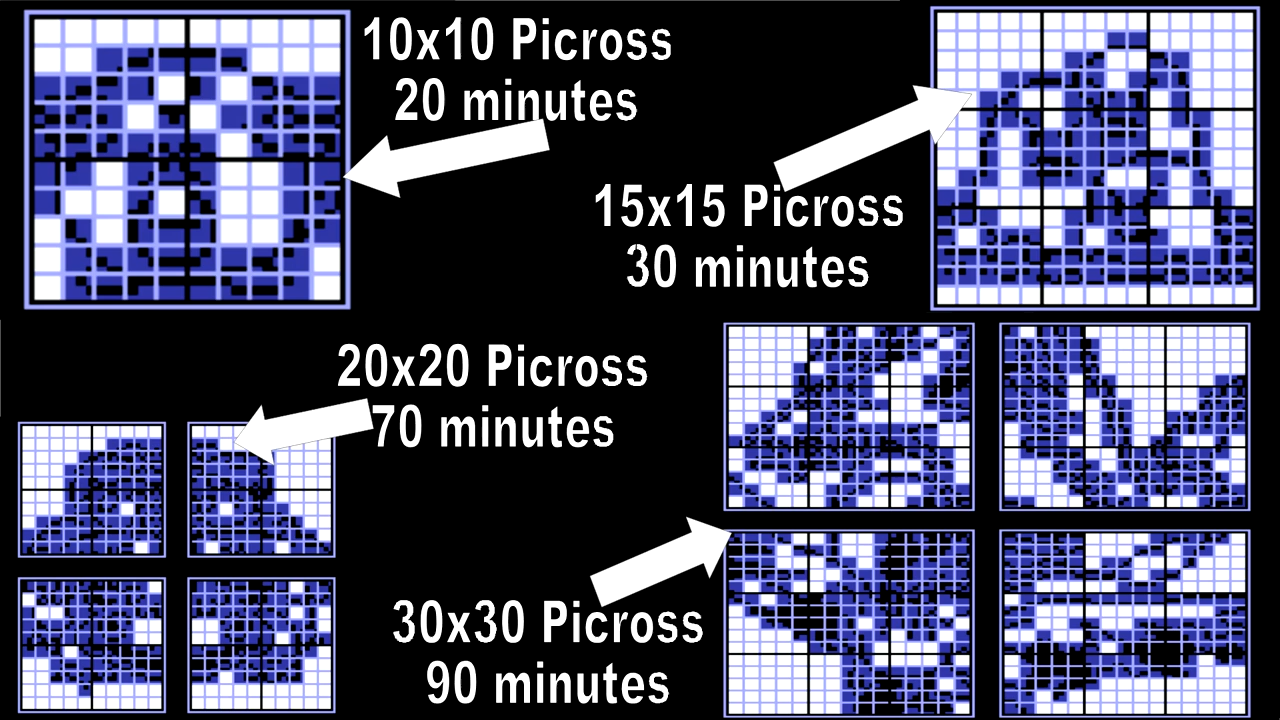 10x10 Picross
20 minutes
15x15 Picross
30 minutes
20x20 Picross
70 minutes
30x30 Picross
90 minutes